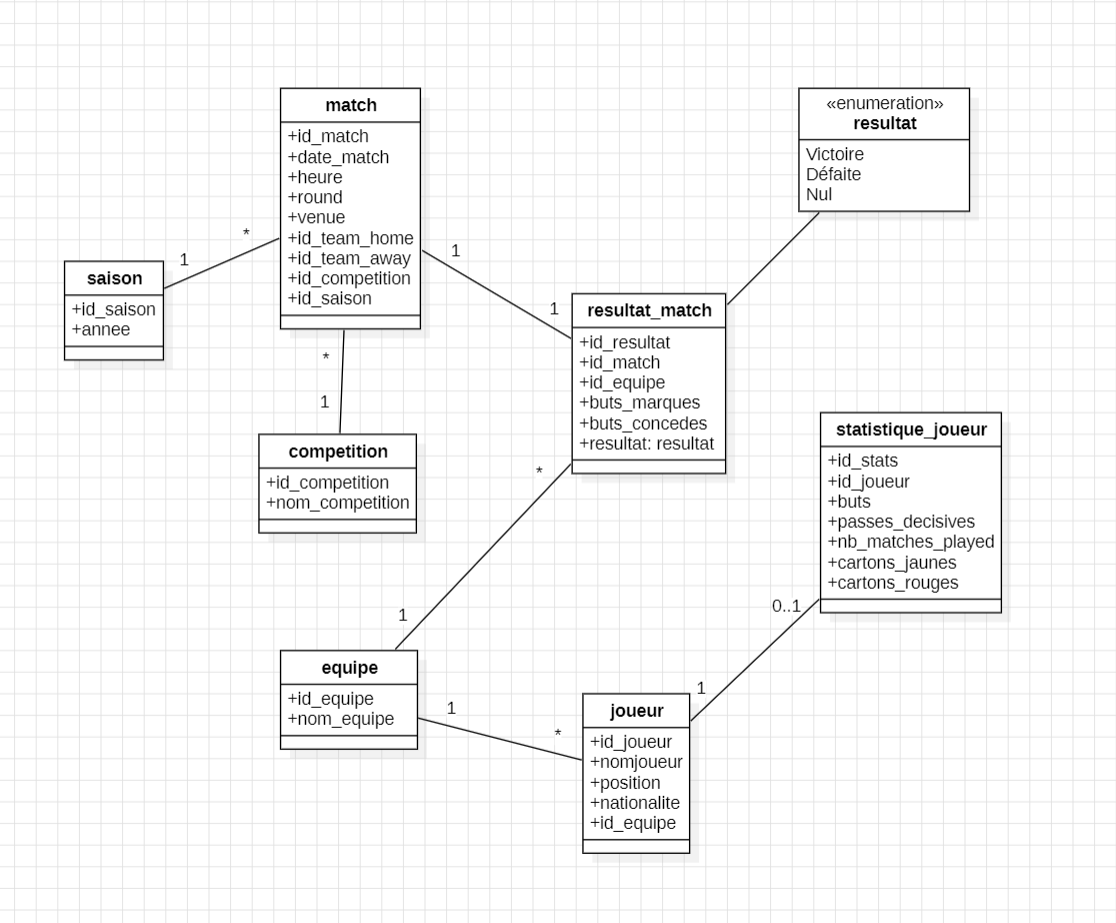 match
+id_match
+date_match
+heure
+round
+venue
+id_team_home
+id_team_away
+id_competition
+id_saison
«enumeration»
resultat
Victoire
Défaite
Nul
*
1
saison
+id_saison
+annee
1
1
resultat_match
+id_resultat
+id_match
+id_equipe
+buts_marques
+buts_concedes
+resultat: resultat
*
1
competition
+id_competition
+nom_competition
statistique_joueur
+id_stats
+id_joueur
+buts
+passes_decisives
+nb_matches_played
+cartons_jaunes
+cartons_rouges
*
1
equipe
+id_equipe
+nom_equipe
0..1
1
1
*
joueur
+id_joueur
+nomjoueur
+position
+nationalite
+id_equipe